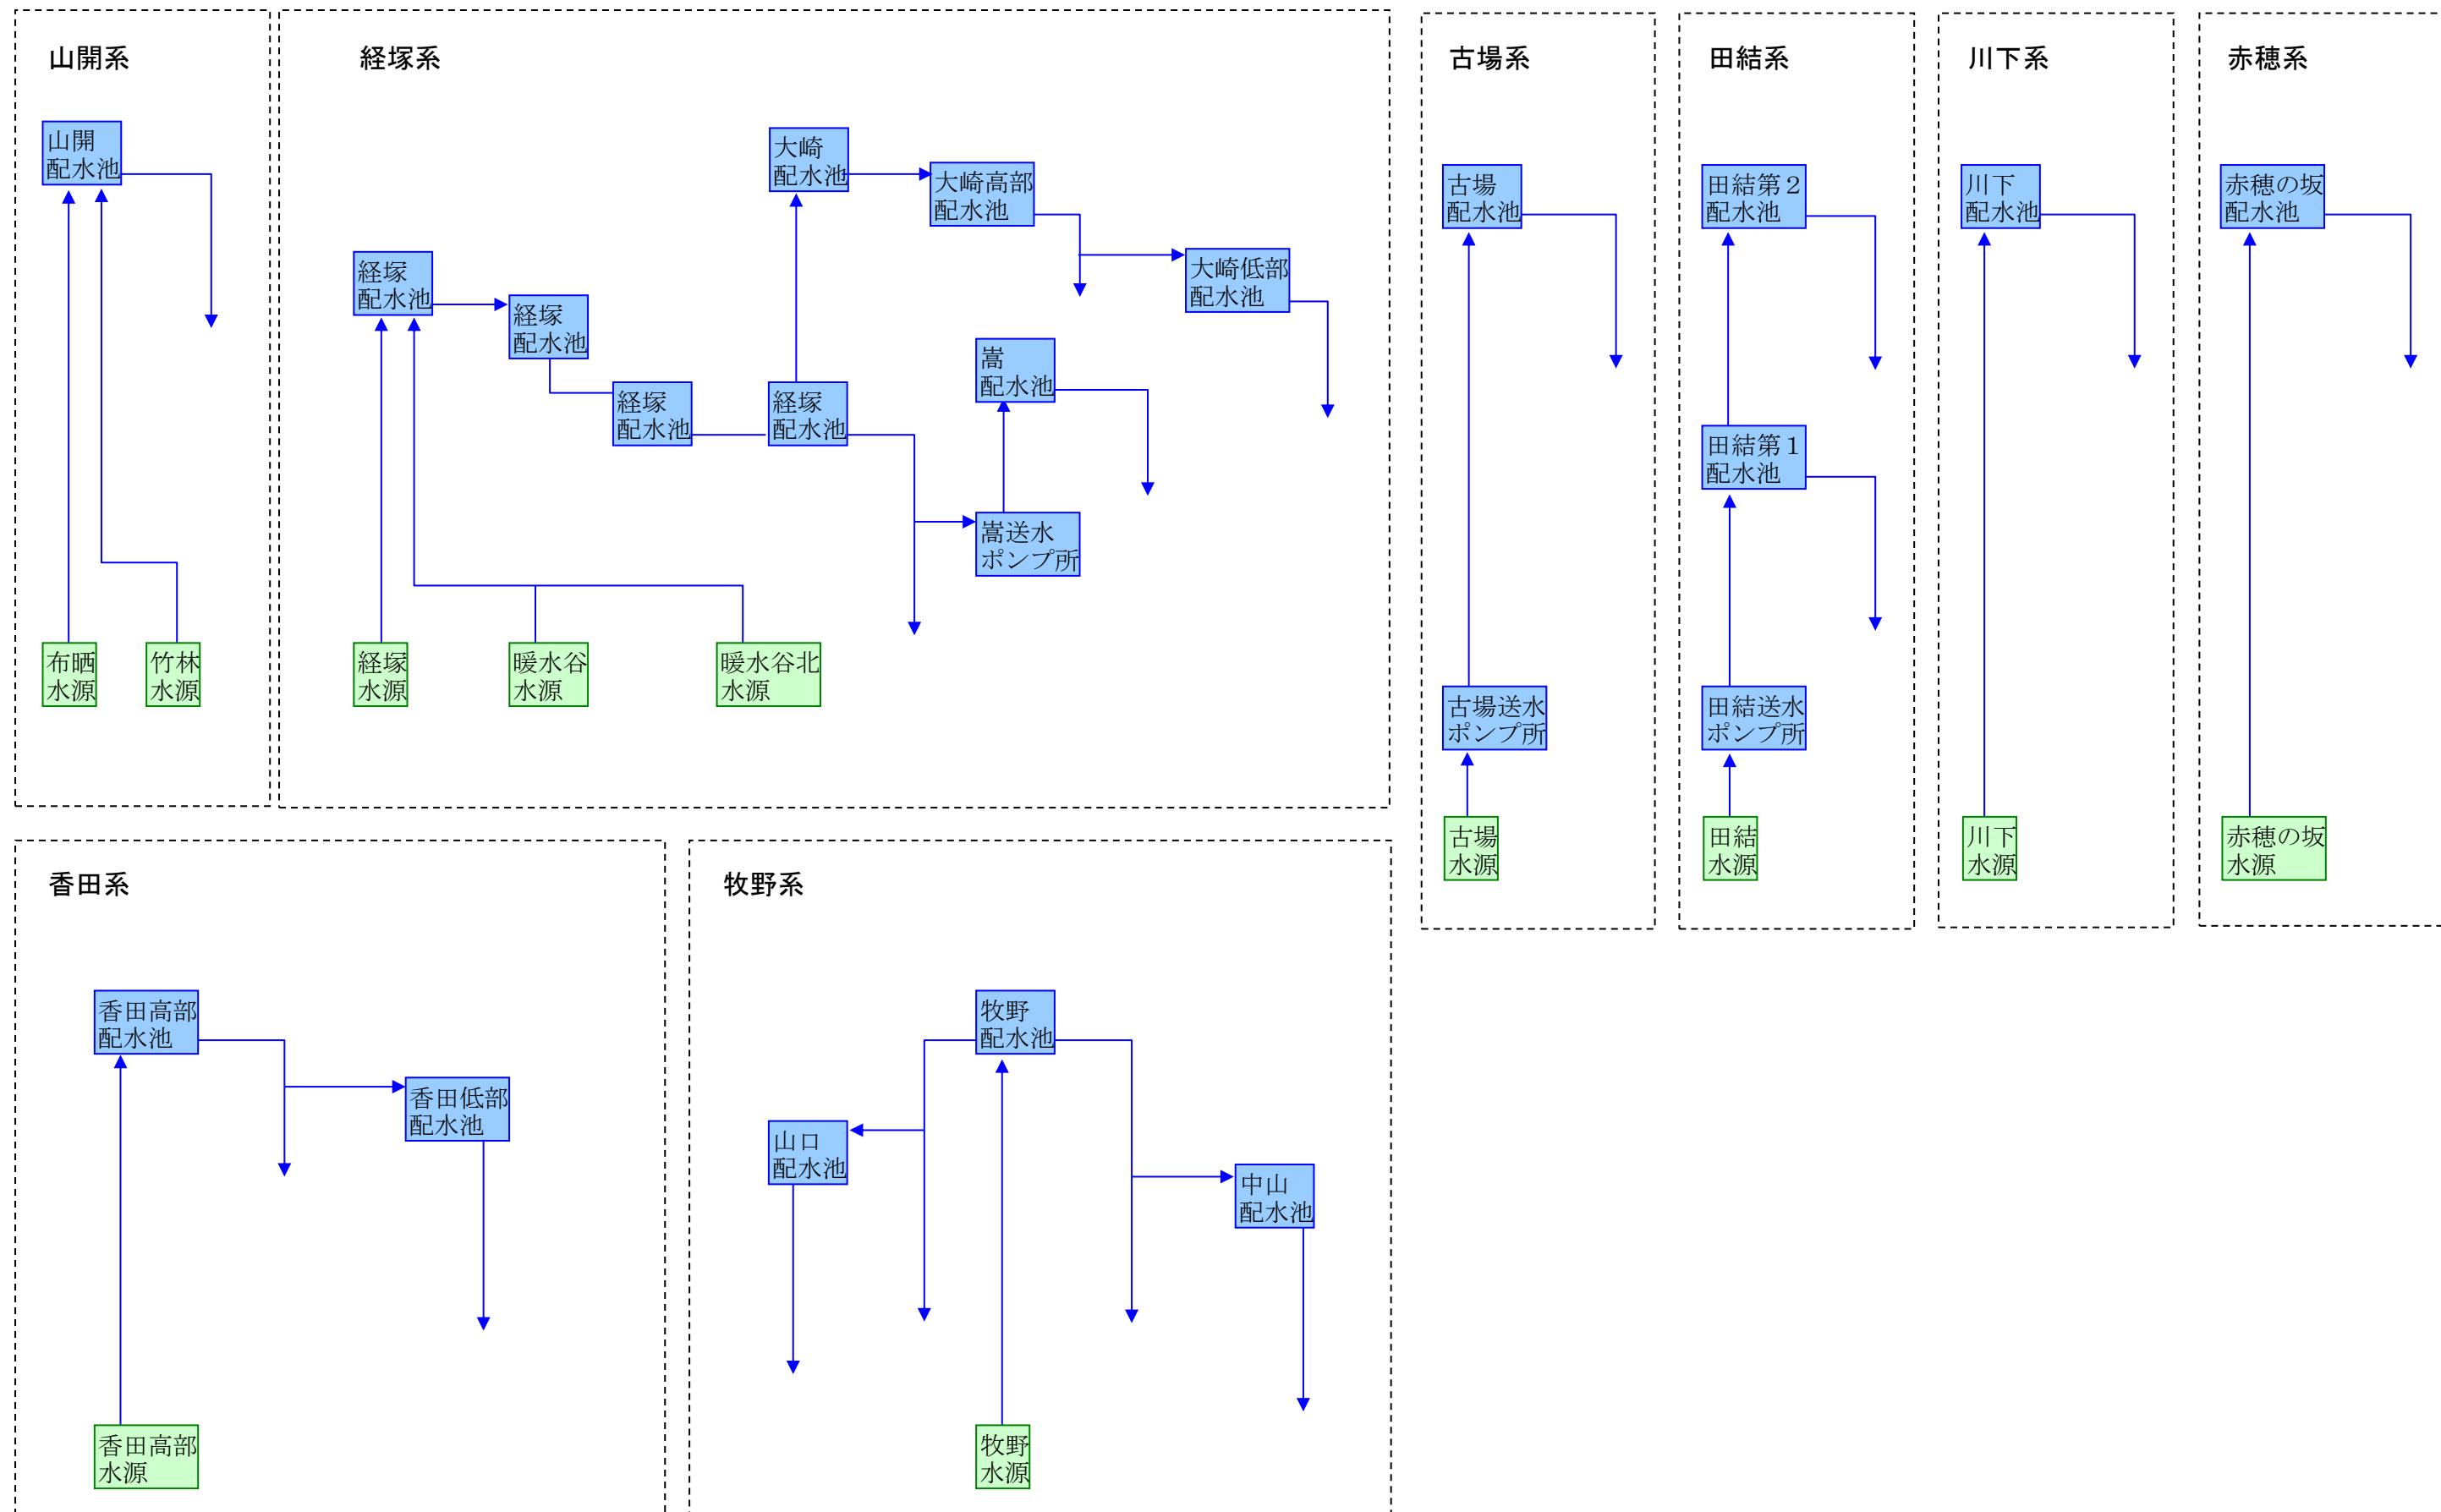 山開系
山開
配水池
布晒
水源
竹林
水源
経塚系
大崎
配水池
大崎高部
配水池
大崎低部
配水池
経塚
配水池
経塚
配水池
経塚
配水池
経塚
配水池
嵩
配水池
嵩送水
ポンプ所
経塚
水源
暖水谷
水源
暖水谷北
水源
古場系
古場
配水池
古場送水
ポンプ所
古場
水源
田結系
田結第２
配水池
田結第１
配水池
田結送水
ポンプ所
田結
水源
川下系
川下
配水池
川下
水源
赤穂系
赤穂の坂
配水池
赤穂の坂
水源
香田系
香田高部
配水池
香田低部
配水池
香田高部
水源
牧野系
牧野
配水池
山口
配水池
中山
配水池
牧野
水源